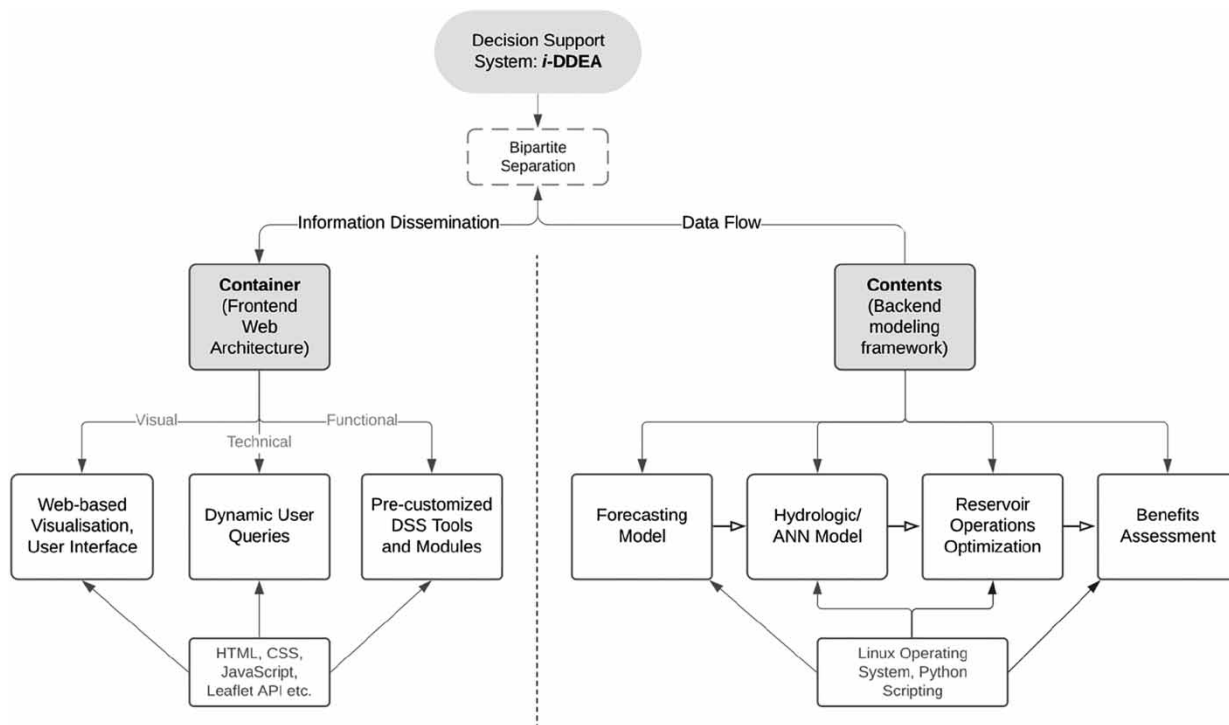 Decision Support
System: i-DDEA
Bipartite
Separation
Information Dissemination
Data Flow
Container
(Frontend
Web
Architecture)
Contents
(Backend
modeling
framework)
Visual
Technical
Functional
Web-based
Visualisation,
User Interface
Dynamic User
Queries
Pre-customized
DSS Tools
and Modules
Forecasting
Model
Hydrologic/
ANN Model
Reservoir
Operations
Optimization
Benefits
Assessment
HTML, CSS,
JavaScript,
Leaflet API etc.
Linux Operating
System, Python
Scripting